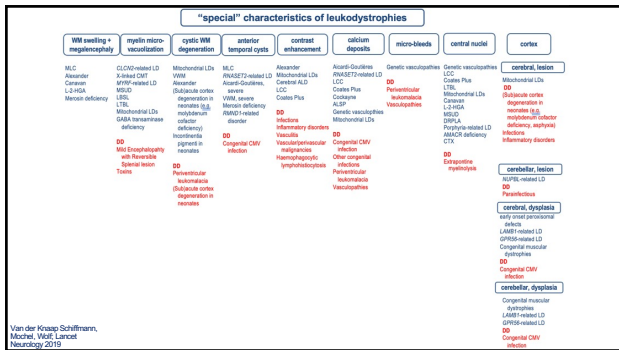 "special" characteristics of leukodystrophies
WM swelling +
megalencephaly
MLC
Alexander
Canavan
L-2-HGA
Merosin deficiency
myelin micro-
vacuolization
CLCN2-related LD
X-linked CMT
MYRF-related LD
MSUD
LBSL
LTBL
Mitochondrial LDs
GABA transaminase
deficiency
DD
Mild Encephalopahty
with Reversible
Splenial lesion
Toxins
cystic WM
degeneration
Mitochondrial LDs
VWM
Alexander
(Sub)acute cortex
degeneration in
neonates (e.g.
molybdenum
cofactor
deficiency)
Incontinentia
pigmenti in
neonates
DD
Periventricular
leukomalacia
(Sub)acute cortex
degeneration in
neonates
anterior
temporal cysts
MLC
RNASET2-related LD
Aicardi-Goutières,
severe
VWM, severe
Merosin deficiency
RMND1-related
disorder
DD
Congenital CMV
infection
contrast
enhancement
Alexander
Mitochondrial LDs
Cerebral ALD
LCC
Coates Plus
DD
Infections
Inflammatory disorders
Vasculitis
Vascular/perivascular
malignancies
Haemophagocytic
lymphohistiocytosis
calcium
deposits
Aicardi-Goutières
RNASET2-related LD
LCC
Coates Plus
Cockayne
ALSP
Genetic vasculopthies
Mitochondrial LDs
DD
Congenital CMV
infection
Other congenital
infections
Periventricular
leukomalacia
Vasculopathies
micro-bleeds
Genetic vasculopathies
DD
Periventricular
leukomalacia
Vasculopathies
central nuclei
Genetic vasculopathies
LCC
Coates Plus
LTBL
Mitochondrial LDs
Canavan
L-2-HGA
MSUD
DRPLA
Porphyria-related LD
AMACR deficiency
CTX
DD
Extrapontine
myelinolysis
cortex
cerebral, lesion
Mitochondrial LDs
DD
(Sub)acute cortex
degeneration in
neonates (e.g.
molybdenum cofactor
deficiency, asphyxia)
Infections
Inflammatory disorders
cerebellar, lesion
NUPBL-related LD
DD
Parainfectious
cerebral, dysplasia
early onset peroxisomal
defects
LAMB1-related LD
GPR56-related LD
Congenital muscular
dystrophies
DD
Congenital CMV
infection
cerebellar, dysplasia
Congenital muscular
dystrophies
LAMB1-related LD
GPR56-related LD
DD
Congenital CMV
infection
Van der Knaap Schiffmann,
Mochel, Wolf; Lancet
Neurology 2019